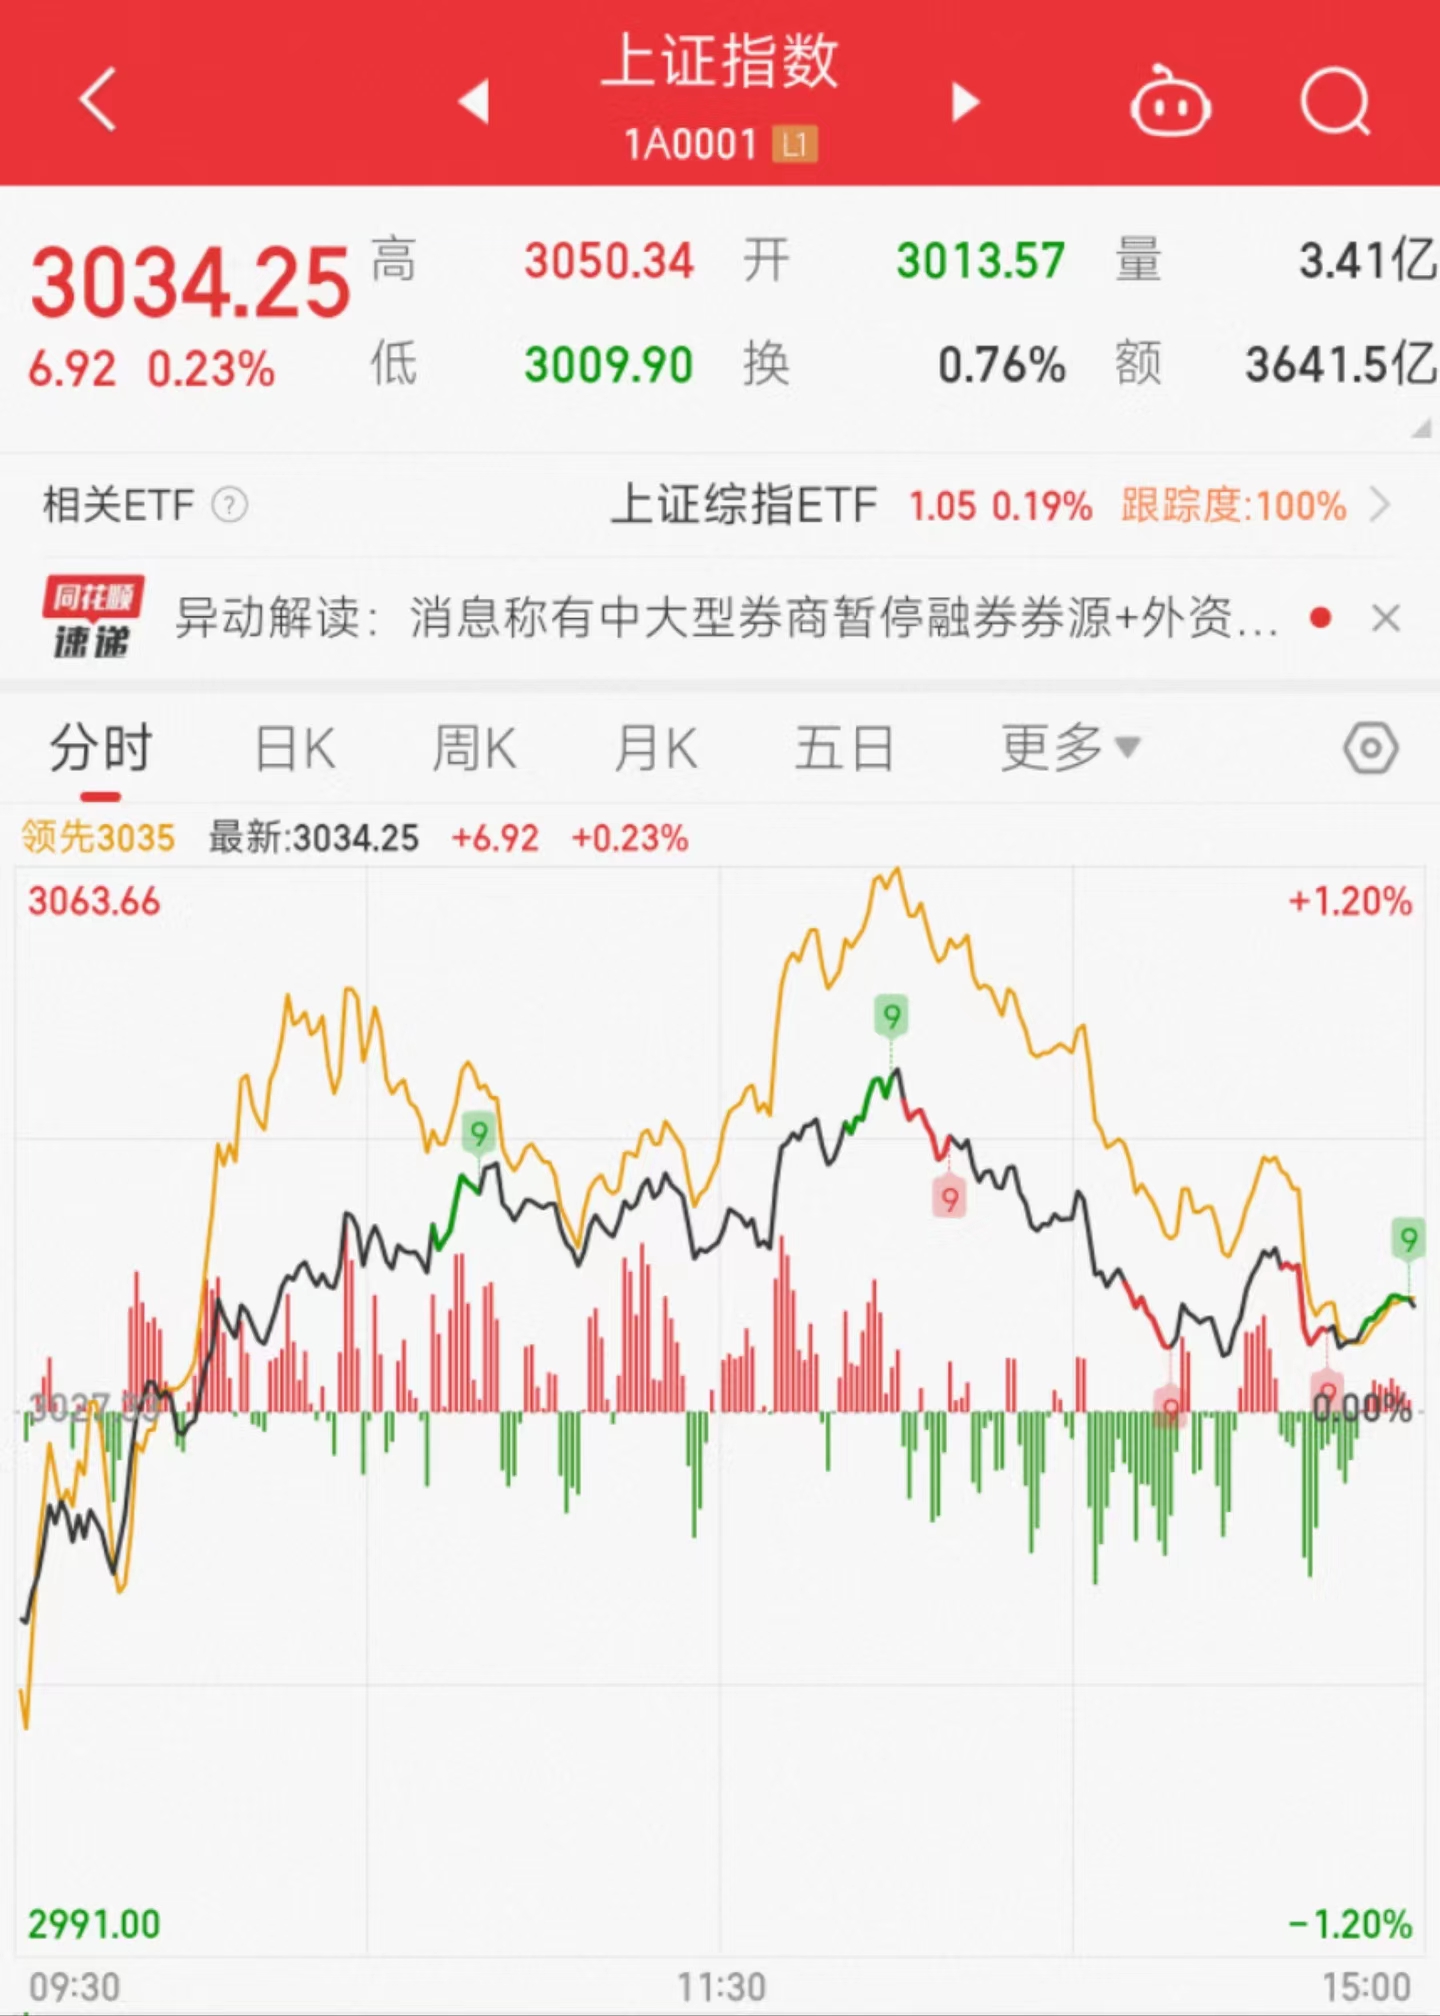 上证指数
1A0001 L1
3034.25 高 3050.34 开 3013.57 量 3.41亿
6.92 0.23% 低 3009.90 换 0.76% 额 3641.5亿
相关ETF ? 上证综指ETF 1.05 0.19% 跟踪度:100%
同花顺
速递
异动解读：消息称有中大型券商暂停融券券源+外资...
分时 日K 周K 月K 五日 更多
领先3035 最新:3034.25 +6.92 +0.23%
3063.66 +1.20%
9
9
9
9
9 9
0.00%
2991.00 -1.20%
09:30 11:30 15:00